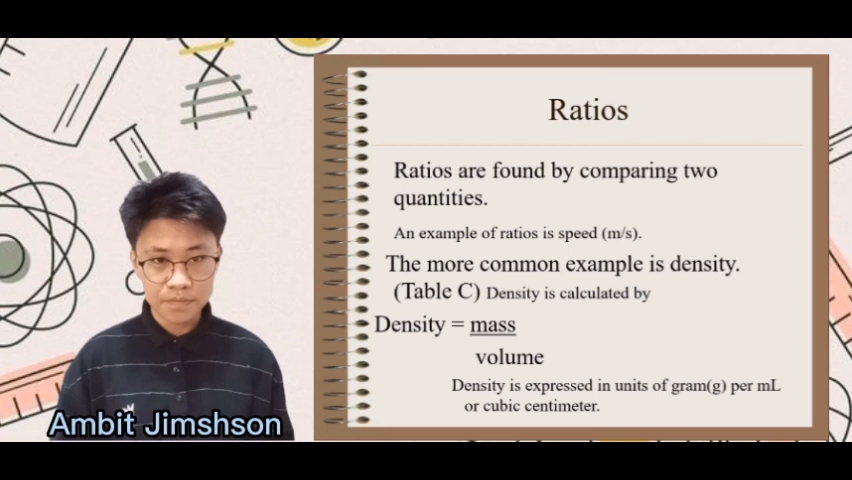 Ratios
Ratios are found by comparing two
quantities.
An example of ratios is speed (m/s).
The more common example is density.
(Table C) Density is calculated by
Density = mass
volume
Density is expressed in units of gram(g) per mL
or cubic centimeter.
Ambit Jimshson